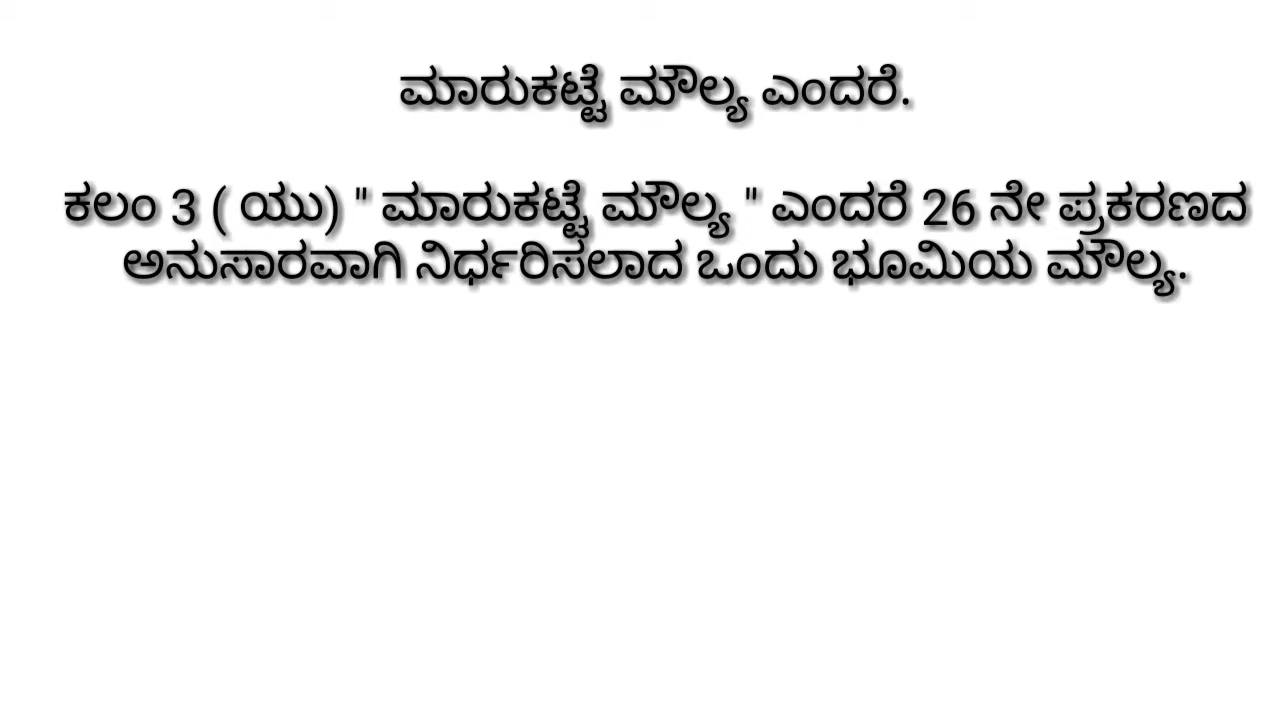 ಮಾರುಕಟ್ಟೆ ಮೌಲ್ಯ ಎಂದರೆ.
ಕಲಂ 3 ( ಯು) " ಮಾರುಕಟ್ಟೆ ಮೌಲ್ಯ " ಎಂದರೆ 26 ನೇ ಪ್ರಕರಣದ
ಅನುಸಾರವಾಗಿ ನಿರ್ಧರಿಸಲಾದ ಒಂದು ಭೂಮಿಯ ಮೌಲ್ಯ.